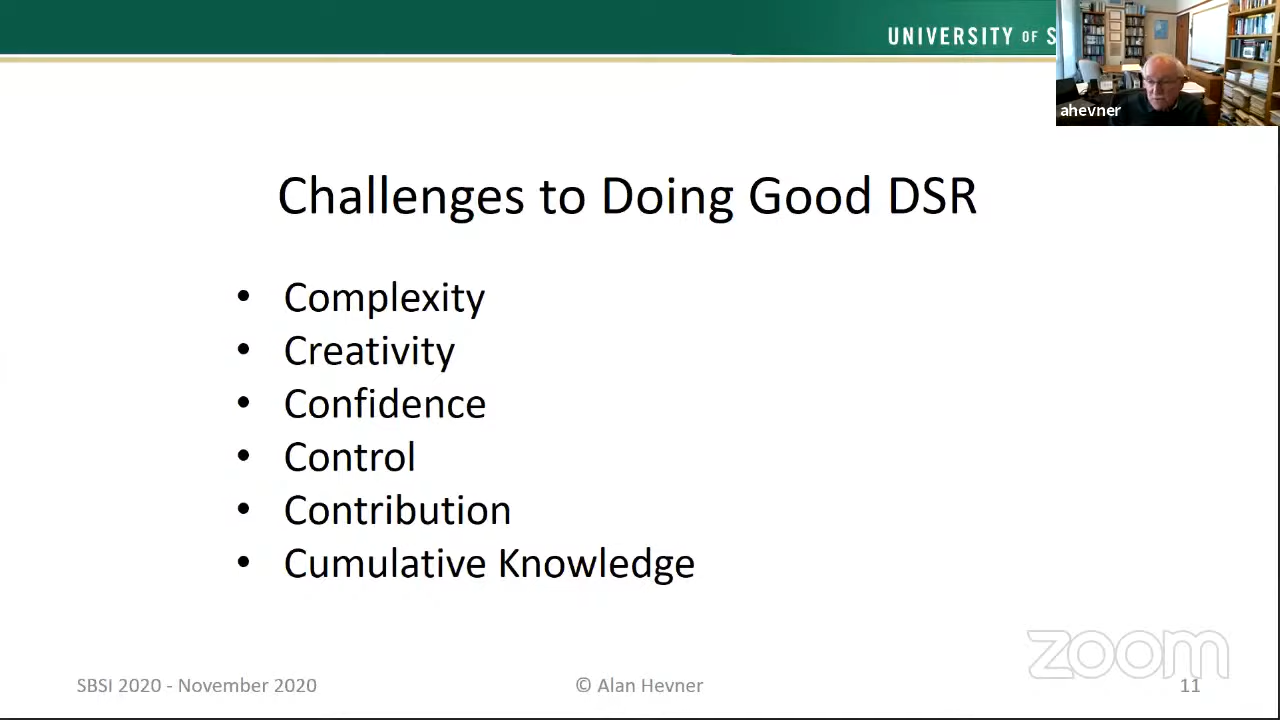 UNIVERSITY OF S
ahevner
Challenges to Doing Good DSR
• Complexity
• Creativity
• Confidence
• Control
• Contribution
• Cumulative Knowledge
zoom
SBSI 2020 - November 2020
© Alan Hevner
11